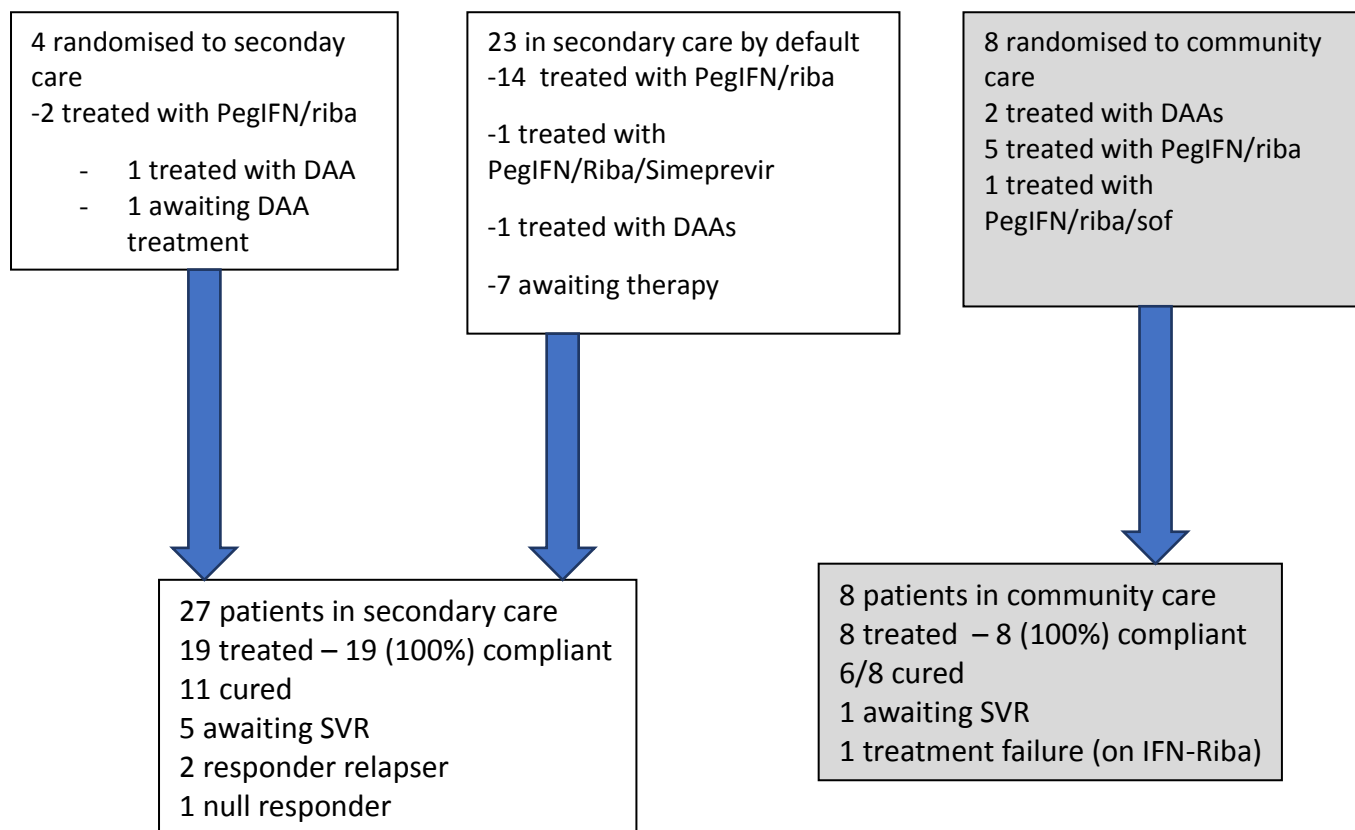 4 randomised to seconday
care
-2 treated with PegIFN/riba
- 1 treated with DAA
- 1 awaiting DAA
treatment
23 in secondary care by default
-14 treated with PegIFN/riba
-1 treated with
PegIFN/Riba/Simeprevir
-1 treated with DAAs
-7 awaiting therapy
8 randomised to community
care
2 treated with DAAs
5 treated with PegIFN/riba
1 treated with
PegIFN/riba/sof
27 patients in secondary care
19 treated – 19 (100%) compliant
11 cured
5 awaiting SVR
2 responder relapser
1 null responder
8 patients in community care
8 treated – 8 (100%) compliant
6/8 cured
1 awaiting SVR
1 treatment failure (on IFN-Riba)